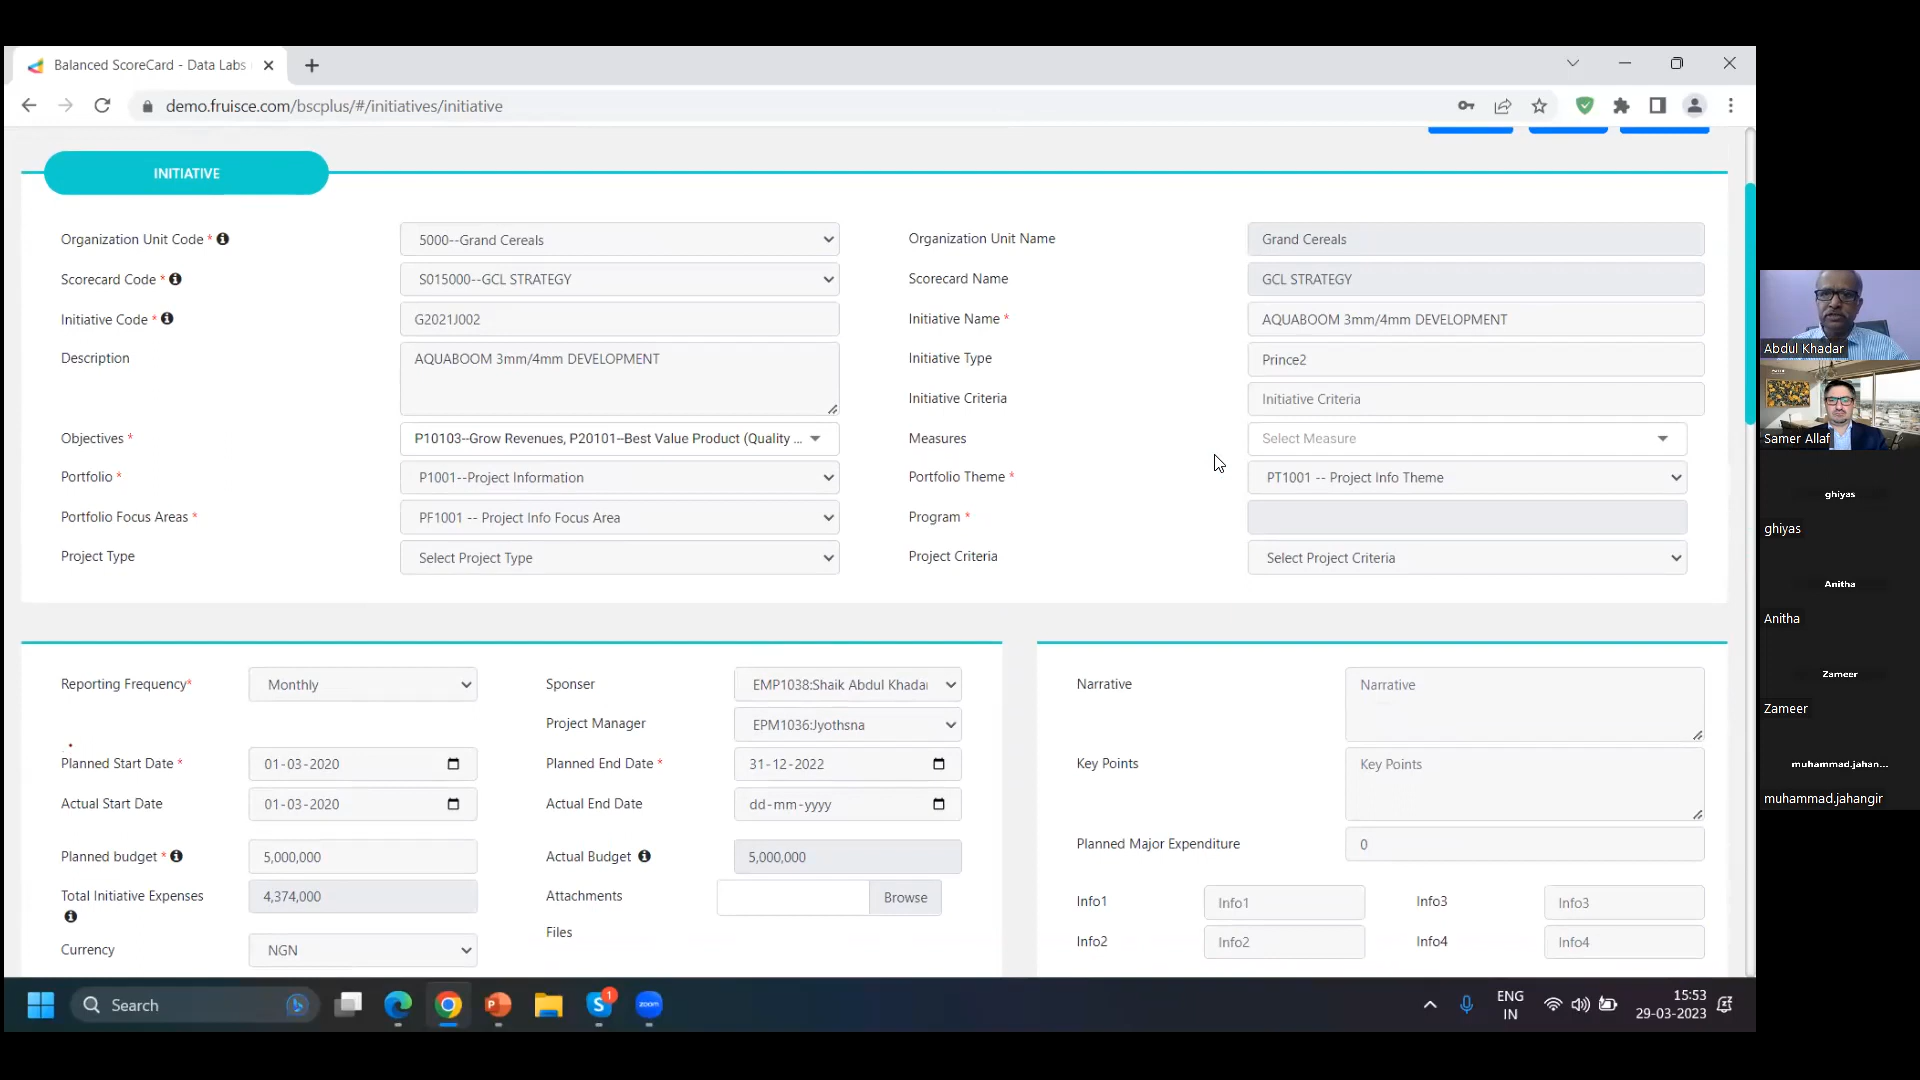 Balanced ScoreCard - Data Labs
demo.fruisce.com/bscplus/#/initiatives/initiative
INITIATIVE
Organization Unit Code *
5000--Grand Cereals
Organization Unit Name
Grand Cereals
Scorecard Code *
S015000--GCL STRATEGY
Scorecard Name
GCL STRATEGY
Initiative Code *
G2021J002
Initiative Name *
AQUABOOM 3mm/4mm DEVELOPMENT
Description
AQUABOOM 3mm/4mm DEVELOPMENT
Initiative Type
Prince2
Initiative Criteria
Initiative Criteria
Objectives *
P10103--Grow Revenues, P20101--Best Value Product (Quality ...
Measures
Select Measure
Portfolio *
P1001--Project Information
Portfolio Theme *
PT1001 -- Project Info Theme
Portfolio Focus Areas *
PF1001 -- Project Info Focus Area
Program *
Project Type
Select Project Type
Project Criteria
Select Project Criteria
Reporting Frequency*
Monthly
Sponser
EMP1038:Shaik Abdul Khadar
Project Manager
EPM1036:Jyothsna
Planned Start Date *
01-03-2020
Planned End Date *
31-12-2022
Actual Start Date
01-03-2020
Actual End Date
dd-mm-yyyy
Planned budget *
5,000,000
Actual Budget
5,000,000
Total Initiative Expenses
4,374,000
Attachments
Browse
Files
Currency
NGN
Narrative
Narrative
Key Points
Key Points
Planned Major Expenditure
0
Info1
Info1
Info3
Info3
Info2
Info2
Info4
Info4
Abdul Khadar
Samer Allaf
ghiyas
ghiyas
Anitha
Anitha
Zameer
Zameer
muhammad.jahan...
muhammad.jahangir
Search
S
1
zoom
ENG
IN
15:53
29-03-2023